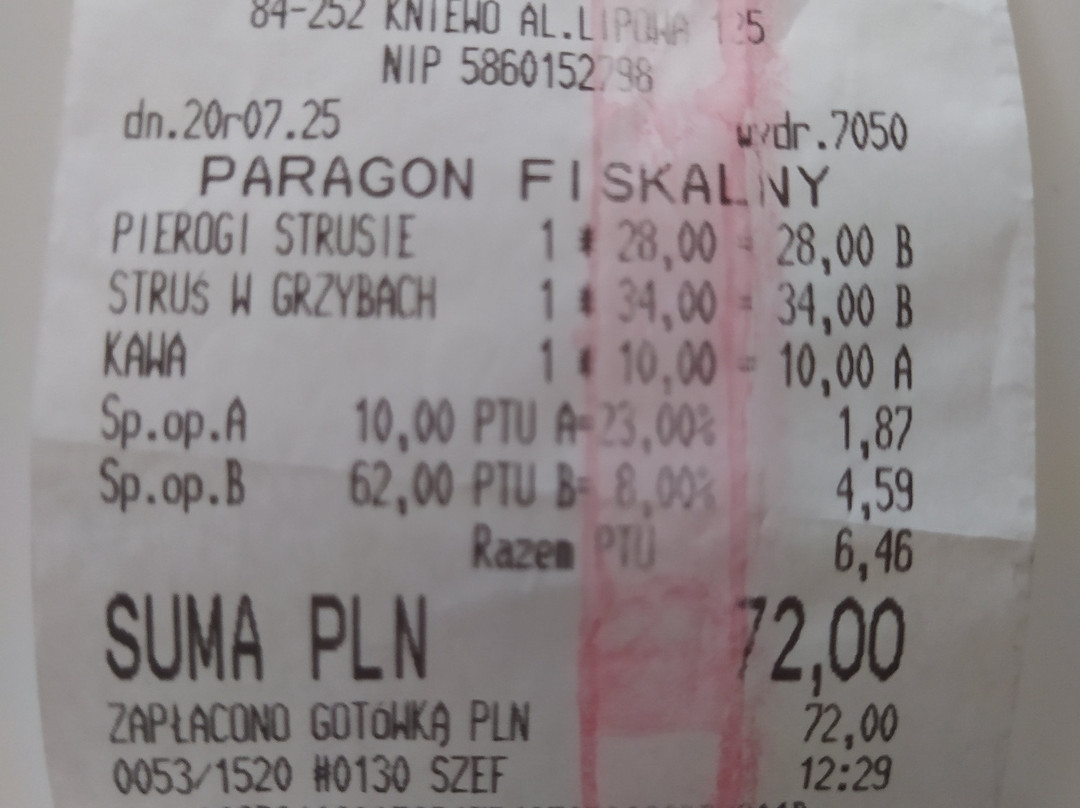 84-252 KNIEWO AL.LIPOWA
NIP
dn.20r07.25 wydr.7050
PARAGON FISKALNY
PIEROGI STRUSIE 1 * 28,00 = 28,00 B
STRUŚ W GRZYBACH 1 * 34,00 = 34,00 B
KAWA 1 * 10,00 = 10,00 A
Sp.op.A 10,00 PTU A=23,00% 1,87
Sp.op.B 62,00 PTU B= 8,00% 4,59
Razem PTU 6,46
SUMA PLN 72,00
ZAPŁACONO GOTÓWKĄ PLN 72,00
0053/1520 #0130 SZEF 12:29